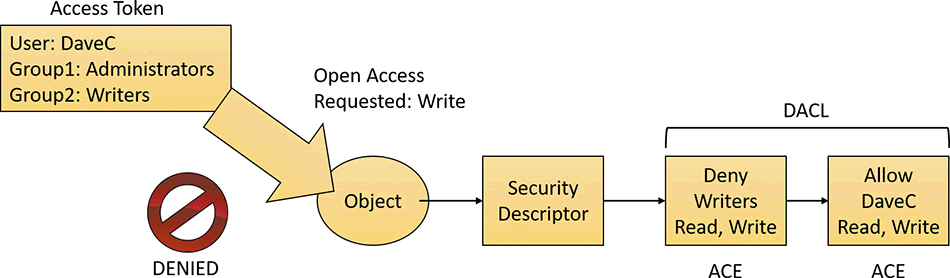 Access Token
User: DaveC
Group1: Administrators
Group2: Writers
Open Access
Requested: Write
DENIED
Object
Security
Descriptor
DACL
Deny
Writers
Read, Write
ACE
Allow
DaveC
Read, Write
ACE